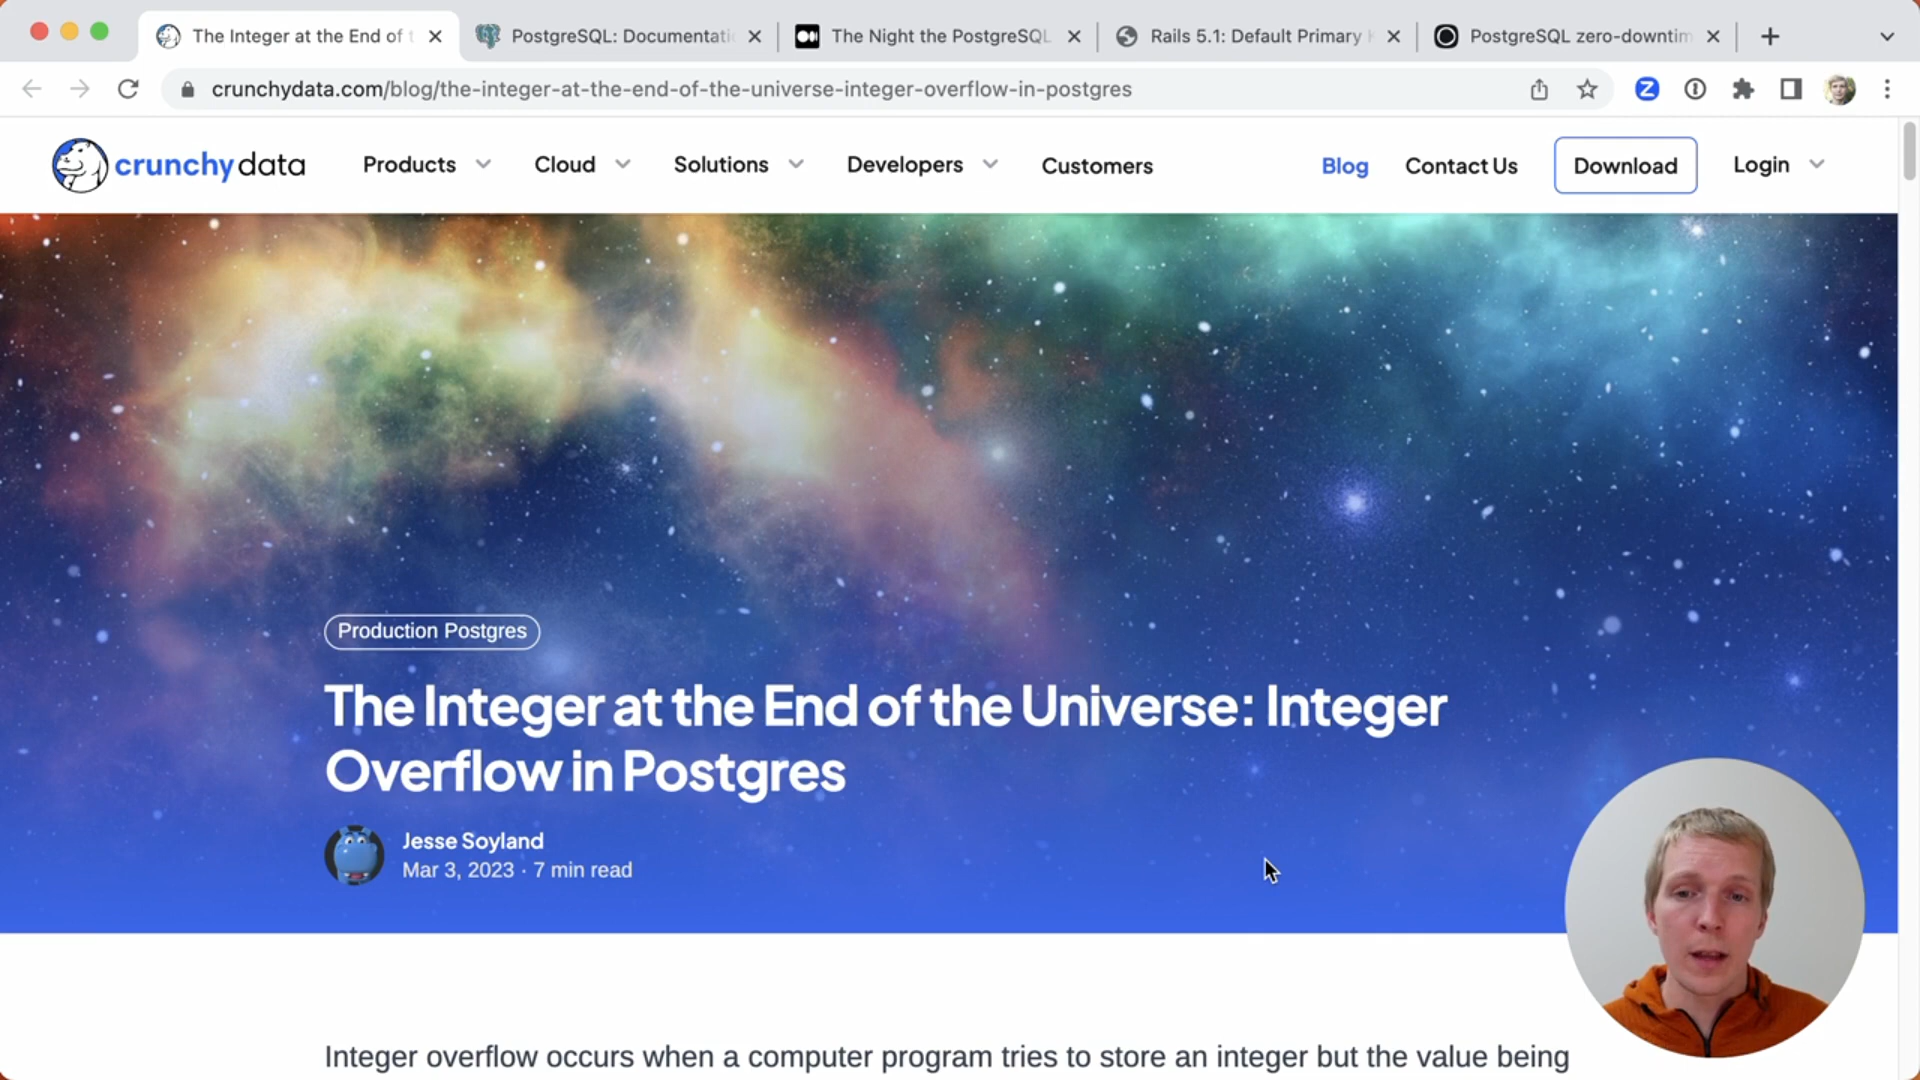 The Integer at the End of t
PostgreSQL: Documentati
The Night the PostgreSQL
Rails 5.1: Default Primary K
PostgreSQL zero-downtim
crunchydata.com/blog/the-integer-at-the-end-of-the-universe-integer-overflow-in-postgres
crunchydata
Products
Cloud
Solutions
Developers
Customers
Blog
Contact Us
Download
Login
Production Postgres
The Integer at the End of the Universe: Integer
Overflow in Postgres
Jesse Soyland
Mar 3, 2023 · 7 min read
Integer overflow occurs when a computer program tries to store an integer but the value being